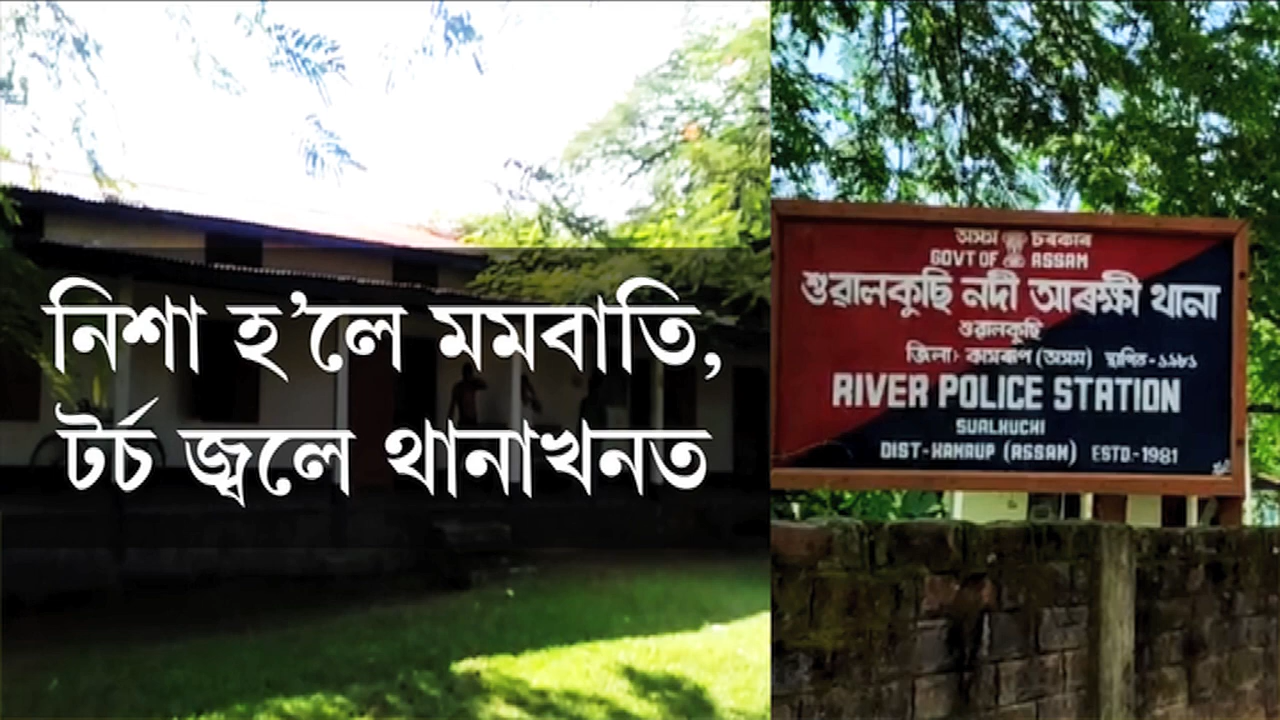 নিশা হ'লে মমবাতি,
টৰ্চ জ্বলে থানাখনত
অসম চৰকাৰ
GOVT OF ASSAM
শুৱালকুছি নদী আৰক্ষী থানা
শুৱালকুছি
জিলা:- কামৰূপ (অসম) স্থাপিত - ১৯৮১
RIVER POLICE STATION
SUALKUCHI
DIST-KAMRUP (ASSAM) ESTD.-1981